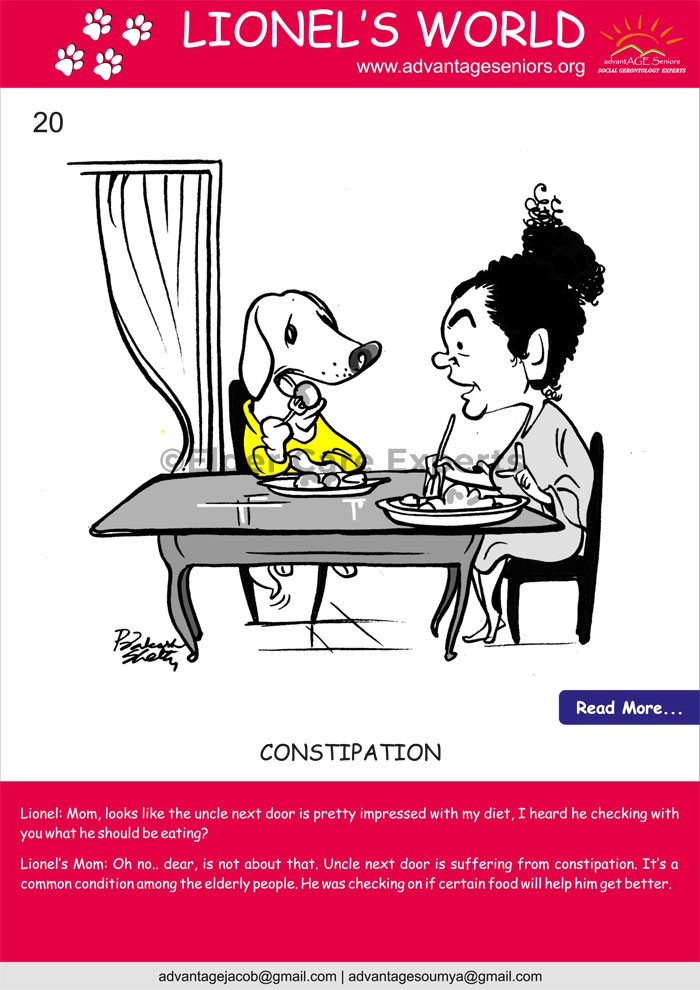 LIONEL'S WORLD
www.advantageseniors.org
advantAGE Seniors
SOCIAL GERONTOLOGY EXPERTS
20
©Elder Care Experts
Shetty
Read More...
CONSTIPATION
Lionel: Mom, looks like the uncle next door is pretty impressed with my diet, I heard he checking with
you what he should be eating?
Lionel's Mom: Oh no.. dear, is not about that. Uncle next door is suffering from constipation. It's a
common condition among the elderly people. He was checking on if certain food will help him get better.
advantagejacob@gmail.com | advantagesoumya@gmail.com